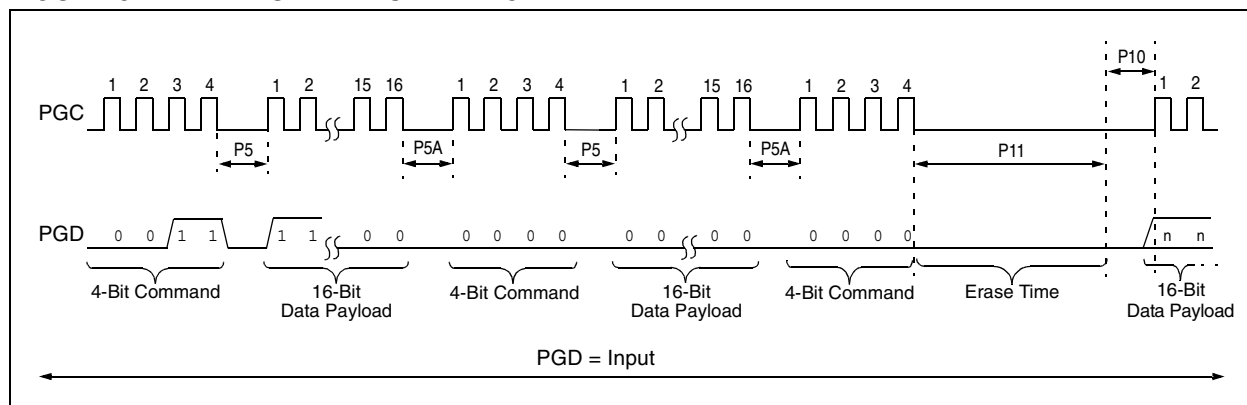 P10
1 2 3 4 1 2 15 16 1 2 3 4 1 2 15 16 1 2 3 4 1 2
PGC
P5 P5A P5 P5A P11
PGD 0 0 1 1 1 1 0 0 0 0 0 0 0 0 0 0 0 0 0 0 n n
4-Bit Command 16-Bit Data Payload 4-Bit Command 16-Bit Data Payload 4-Bit Command Erase Time 16-Bit Data Payload
PGD = Input